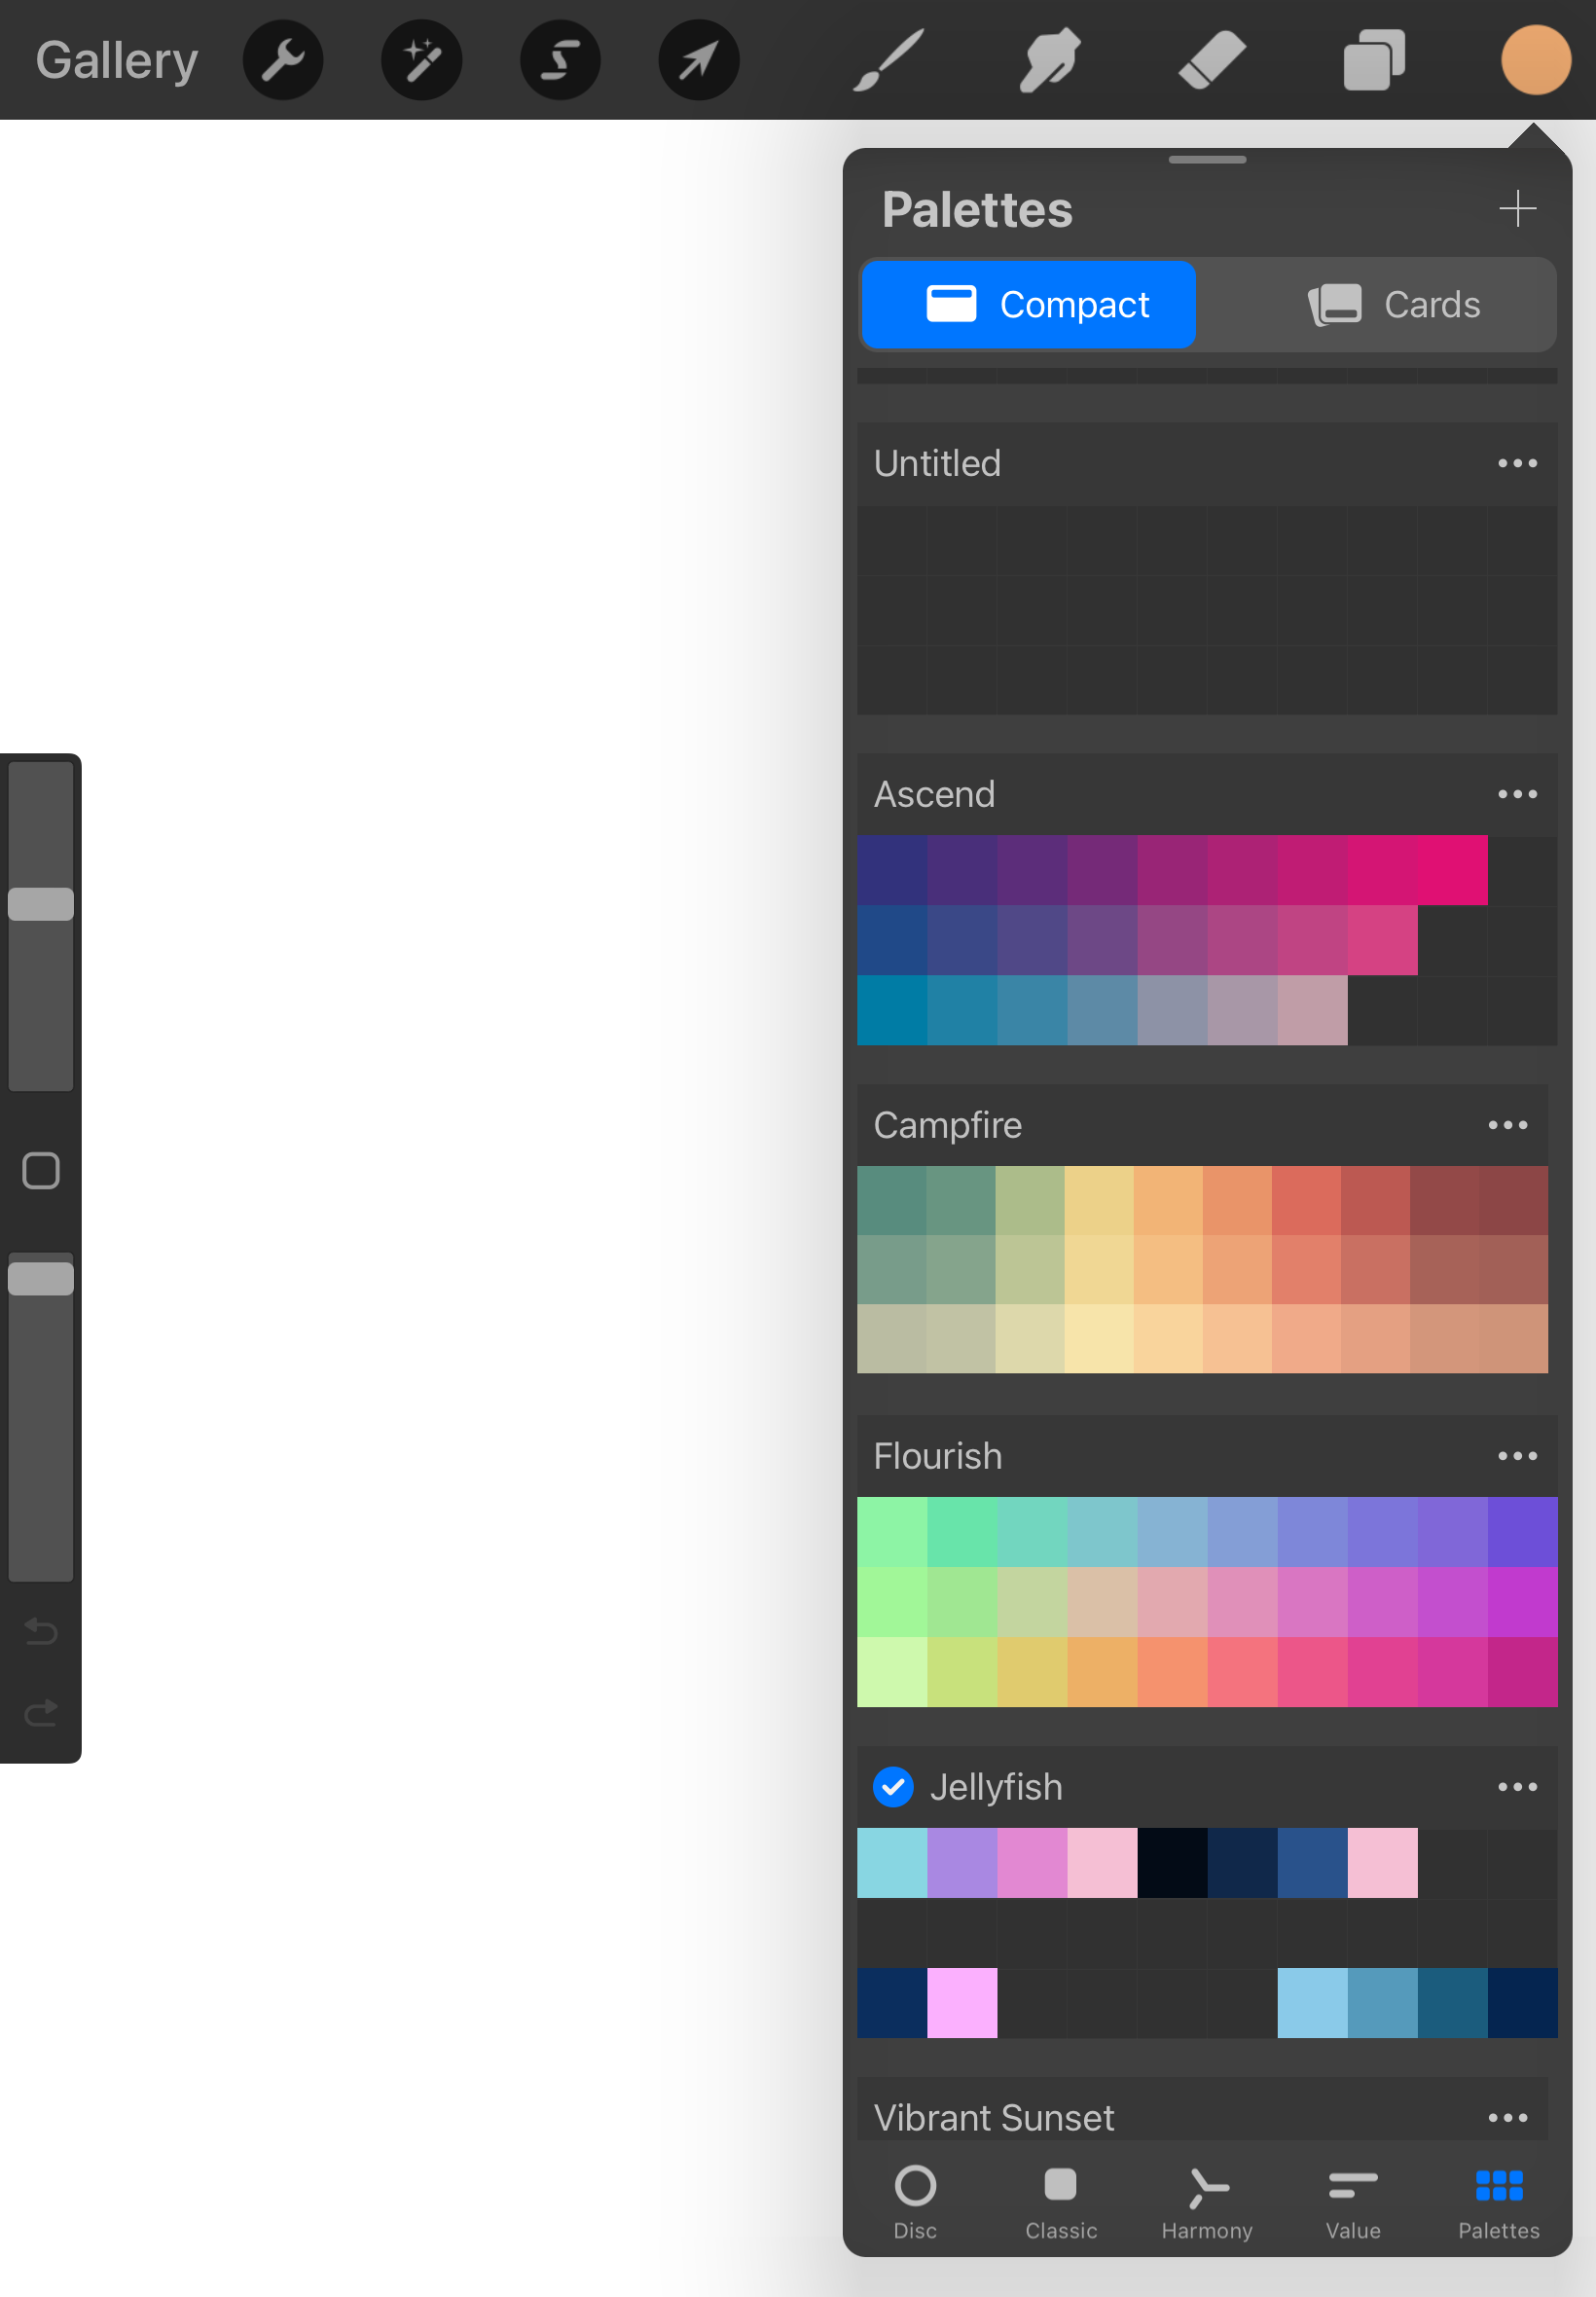 Gallery
Palettes
Compact
Cards
Untitled
Ascend
Campfire
Flourish
Jellyfish
Vibrant Sunset
Disc
Classic
Harmony
Value
Palettes